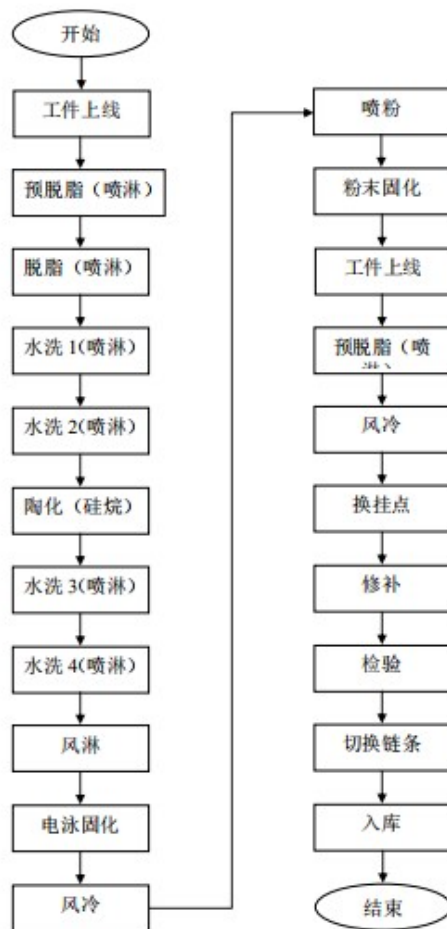 开始
工件上线
预脱脂（喷淋）
脱脂（喷淋）
水洗 1(喷淋）
水洗 2(喷淋）
陶化（硅烷）
水洗 3(喷淋）
水洗 4(喷淋）
风淋
电泳固化
风冷
喷粉
粉末固化
工件上线
预脱脂（喷
风冷
换挂点
修补
检验
切换链条
入库
结束